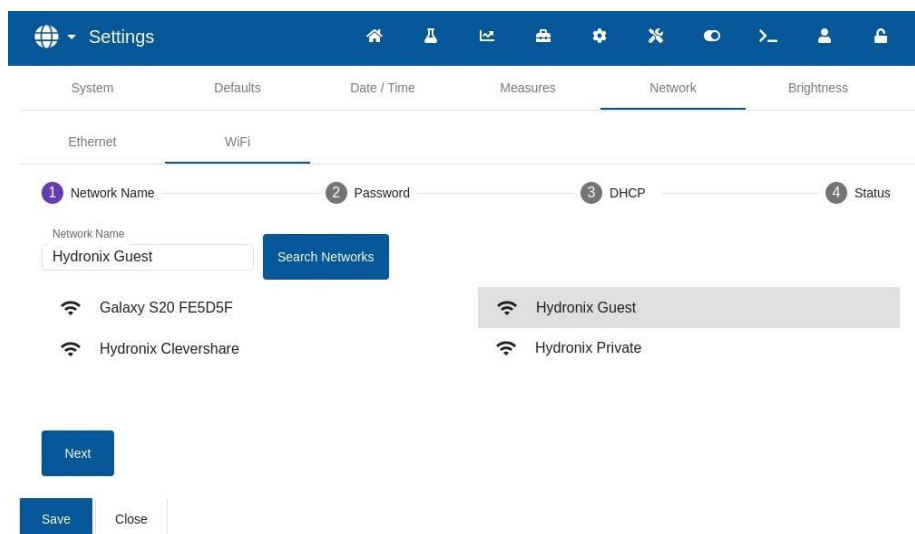 Settings
System Defaults Date / Time Measures Network Brightness
Ethernet WiFi
1 Network Name 2 Password 3 DHCP 4 Status
Network Name
Hydronix Guest Search Networks
Galaxy S20 FE5D5F Hydronix Guest
Hydronix Clevershare Hydronix Private
Next
Save Close